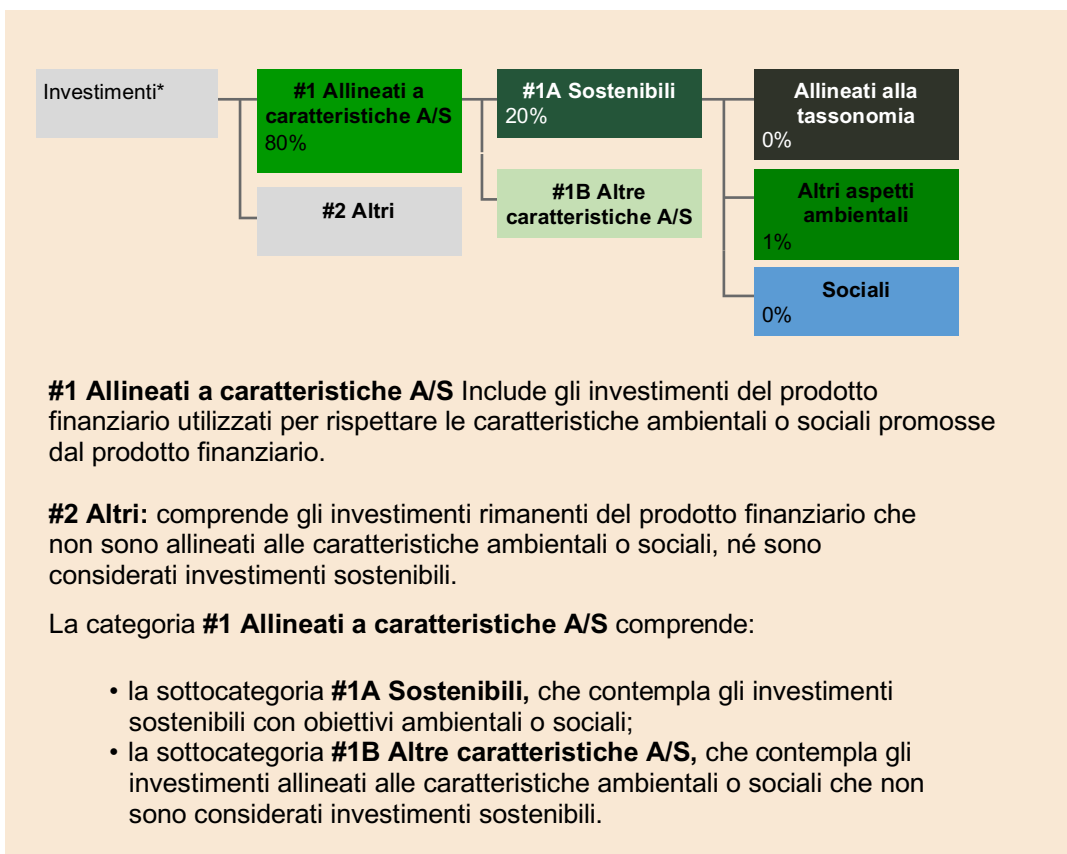 Investimenti*
#1 Allineati a
caratteristiche A/S
80%
#2 Altri
#1A Sostenibili
20%
#1B Altre
caratteristiche A/S
Allineati alla
tassonomia
0%
Altri aspetti
ambientali
1%
Sociali
0%
#1 Allineati a caratteristiche A/S Include gli investimenti del prodotto
finanziario utilizzati per rispettare le caratteristiche ambientali o sociali promosse
dal prodotto finanziario.
#2 Altri: comprende gli investimenti rimanenti del prodotto finanziario che
non sono allineati alle caratteristiche ambientali o sociali, né sono
considerati investimenti sostenibili.
La categoria #1 Allineati a caratteristiche A/S comprende:
• la sottocategoria #1A Sostenibili, che contempla gli investimenti
sostenibili con obiettivi ambientali o sociali;
• la sottocategoria #1B Altre caratteristiche A/S, che contempla gli
investimenti allineati alle caratteristiche ambientali o sociali che non
sono considerati investimenti sostenibili.